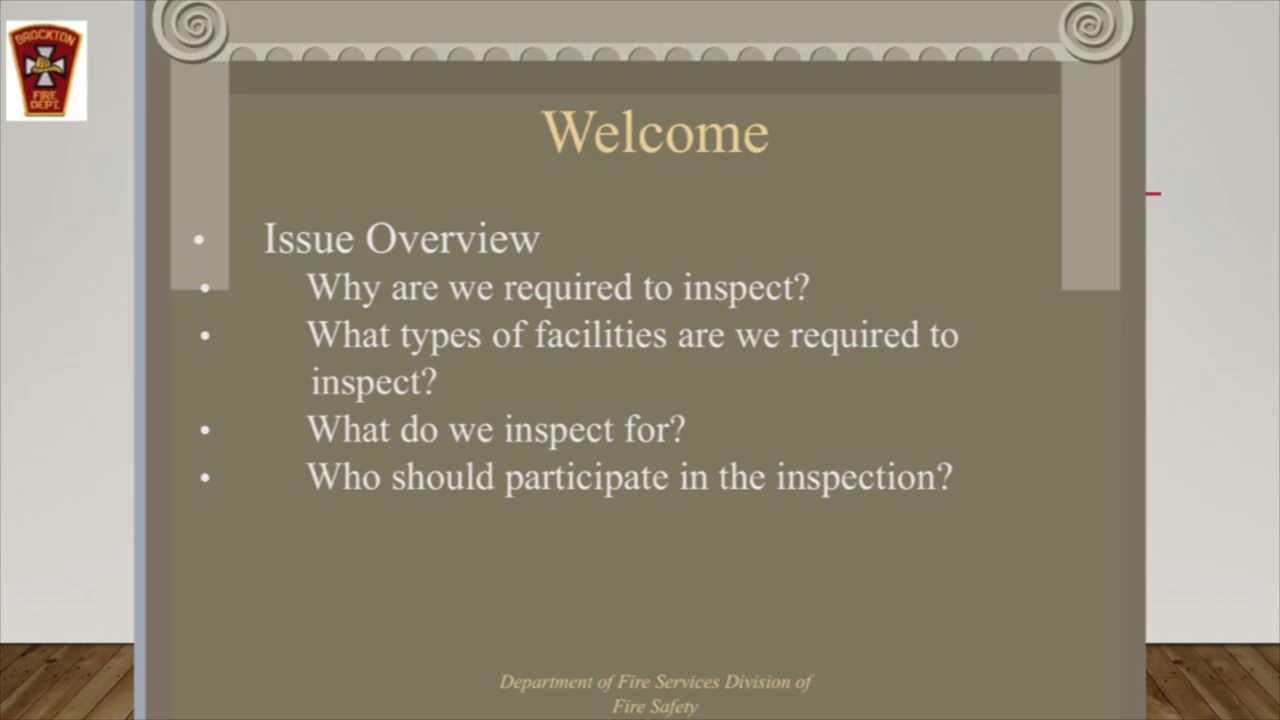 BROCKTON
FIRE
DEPT.
Welcome
• Issue Overview
• Why are we required to inspect?
• What types of facilities are we required to
inspect?
• What do we inspect for?
• Who should participate in the inspection?
Department of Fire Services Division of
Fire Safety